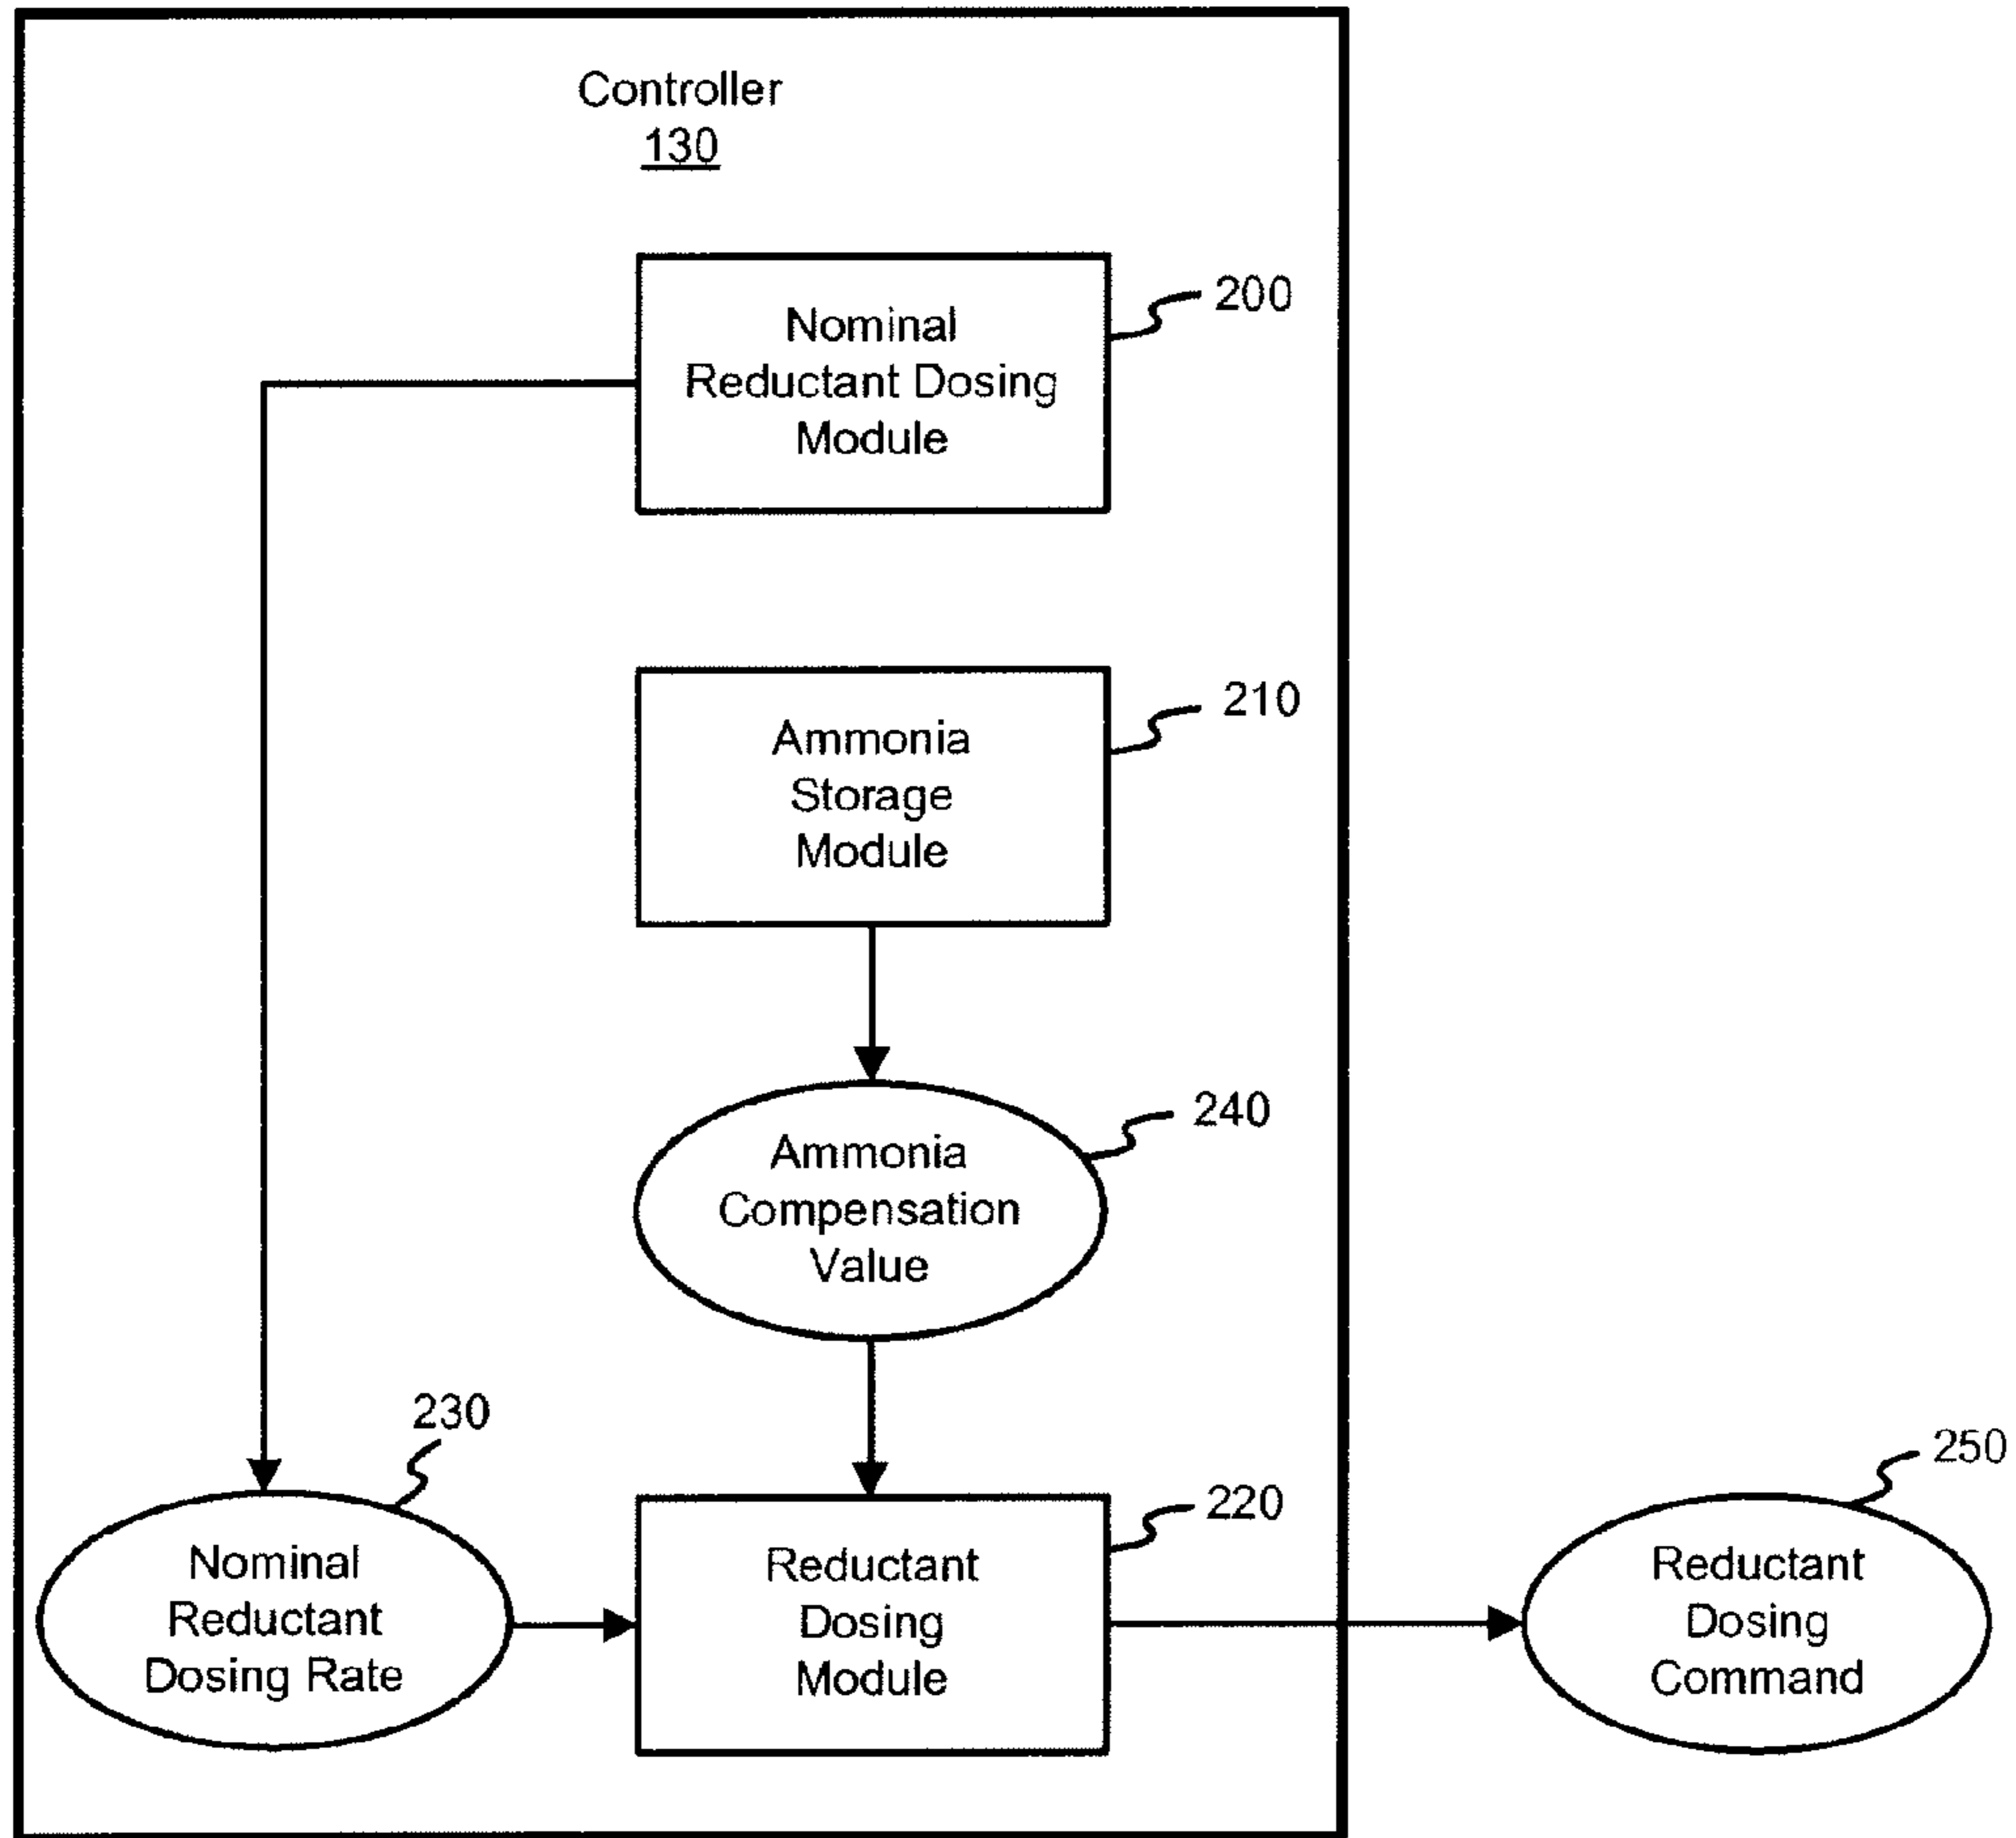 Controller
130
Nominal
Reductant Dosing
Module
200
Ammonia
Storage
Module
210
Ammonia
Compensation
Value
240
Nominal
Reductant
Dosing Rate
230
Reductant
Dosing
Module
220
Reductant
Dosing
Command
250